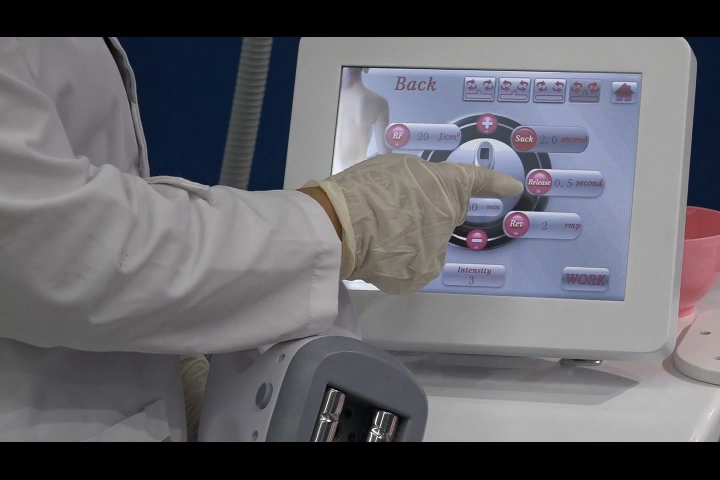 Back
RF 20 J/cm²
Suck 2.0 second
Release 0.5 second
min
Rev 2 rmp
Intensity
3
WORK